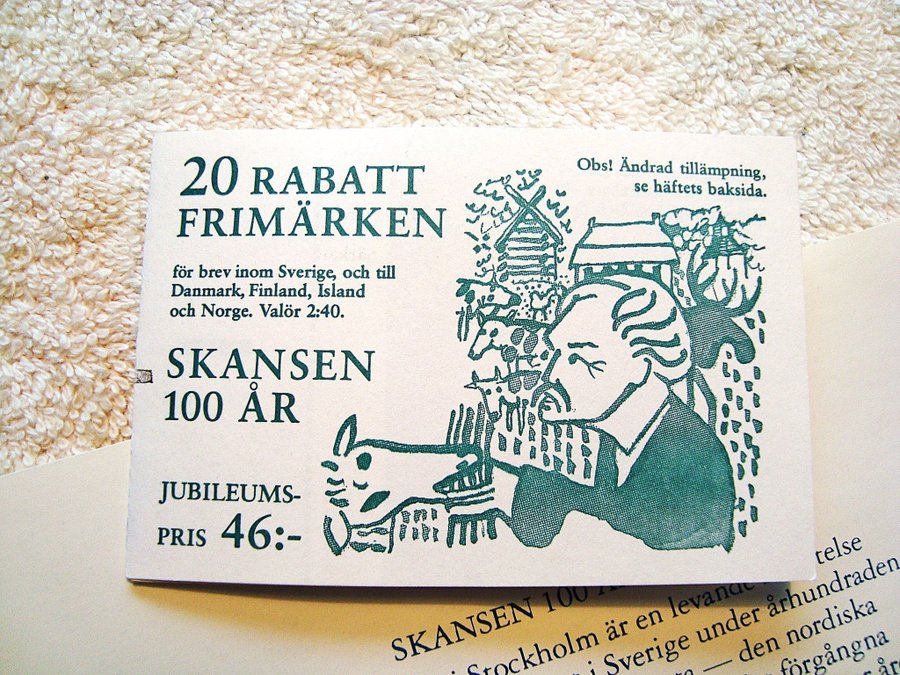 20 RABATT
FRIMÄRKEN
Obs! Ändrad tillämpning,
se häftets baksida.
för brev inom Sverige, och till
Danmark, Finland, Island
och Norge. Valör 2:40.
SKANSEN
100 ÅR
JUBILEUMS-
PRIS 46:-
SKANSEN 100
i Stockholm är en levande
i Sverige under århundraden
— den nordiska
förgångna